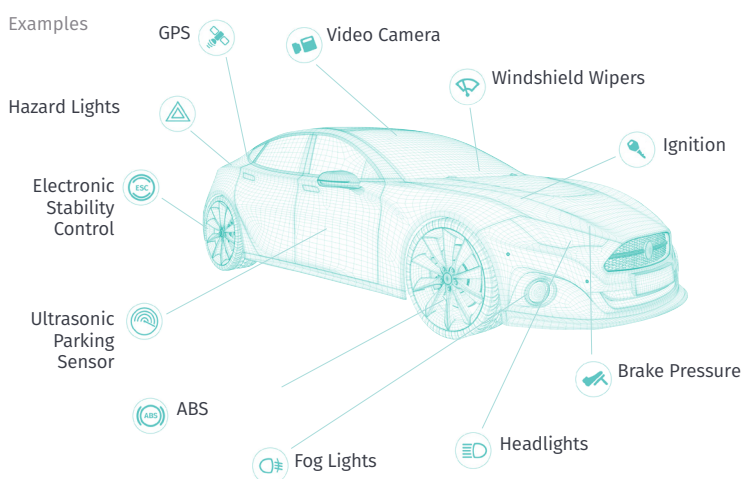 Examples
GPS
Video Camera
Windshield Wipers
Hazard Lights
Ignition
Electronic
Stability
Control
ESC
Ultrasonic
Parking
Sensor
Brake Pressure
ABS
ABS
Headlights
Fog Lights